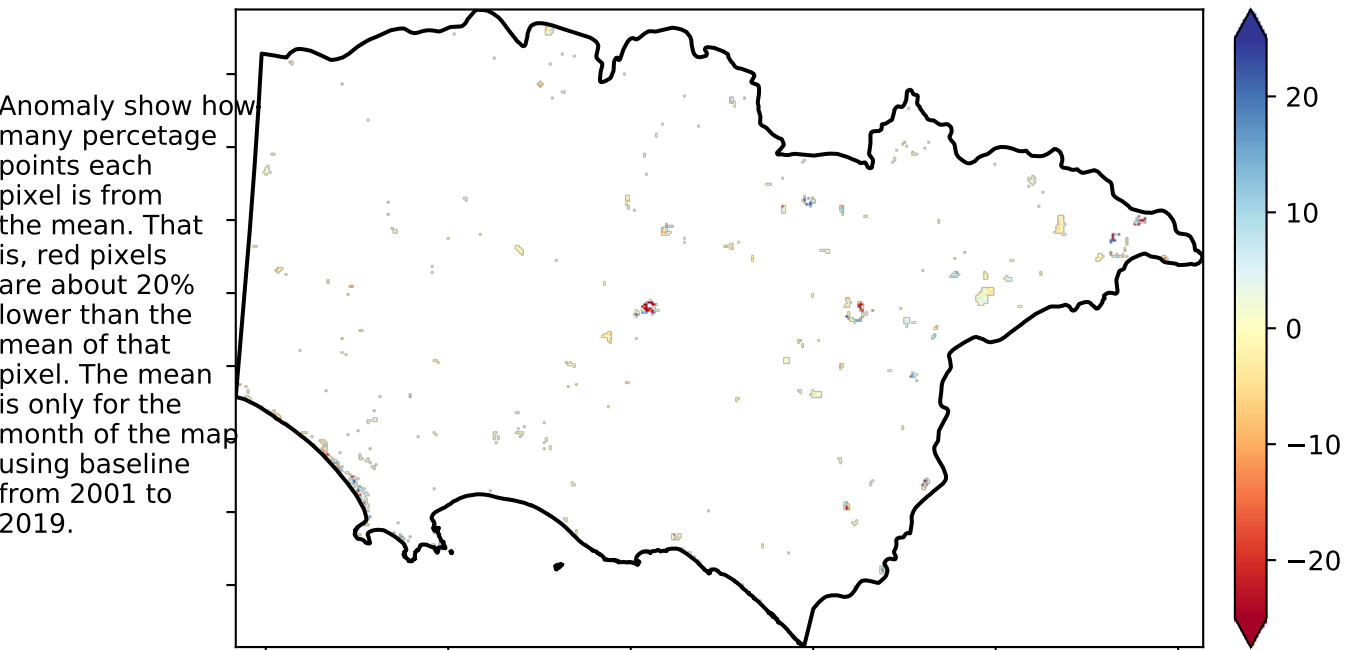 Anomaly show how
many percetage
points each
pixel is from
the mean. That
is, red pixels
are about 20%
lower than the
mean of that
pixel. The mean
is only for the
month of the map
using baseline
from 2001 to
2019.
20
10
0
−10
−20